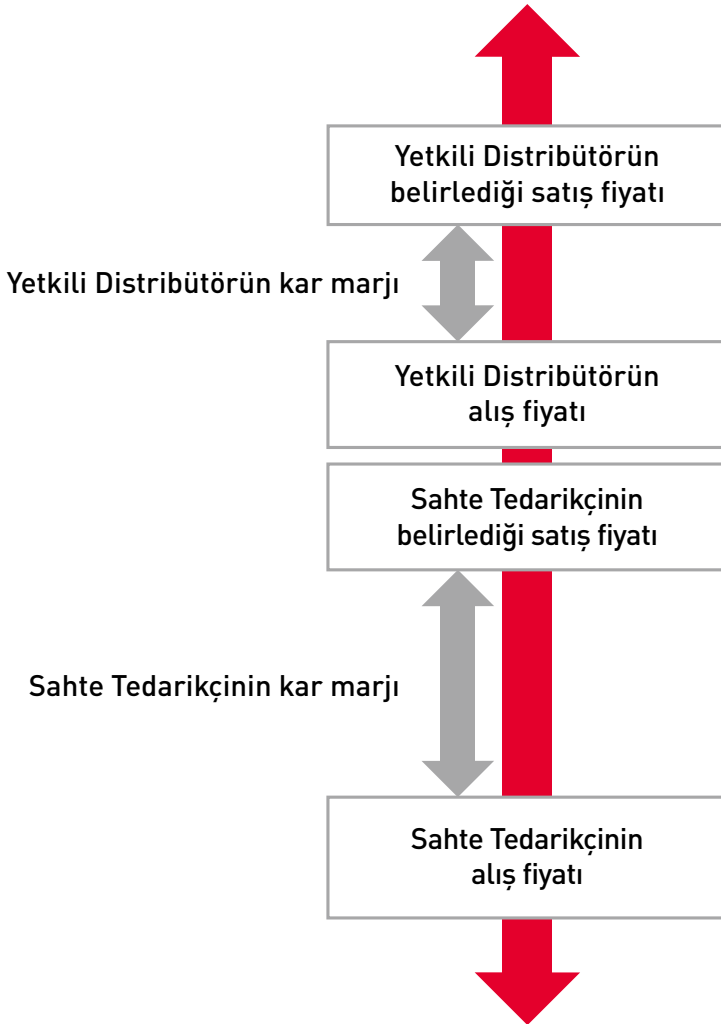 Yetkili Distribütörün
belirlediği satış fiyatı
Yetkili Distribütörün kar marjı
Yetkili Distribütörün
alış fiyatı
Sahte Tedarikçinin
belirlediği satış fiyatı
Sahte Tedarikçinin kar marjı
Sahte Tedarikçinin
alış fiyatı